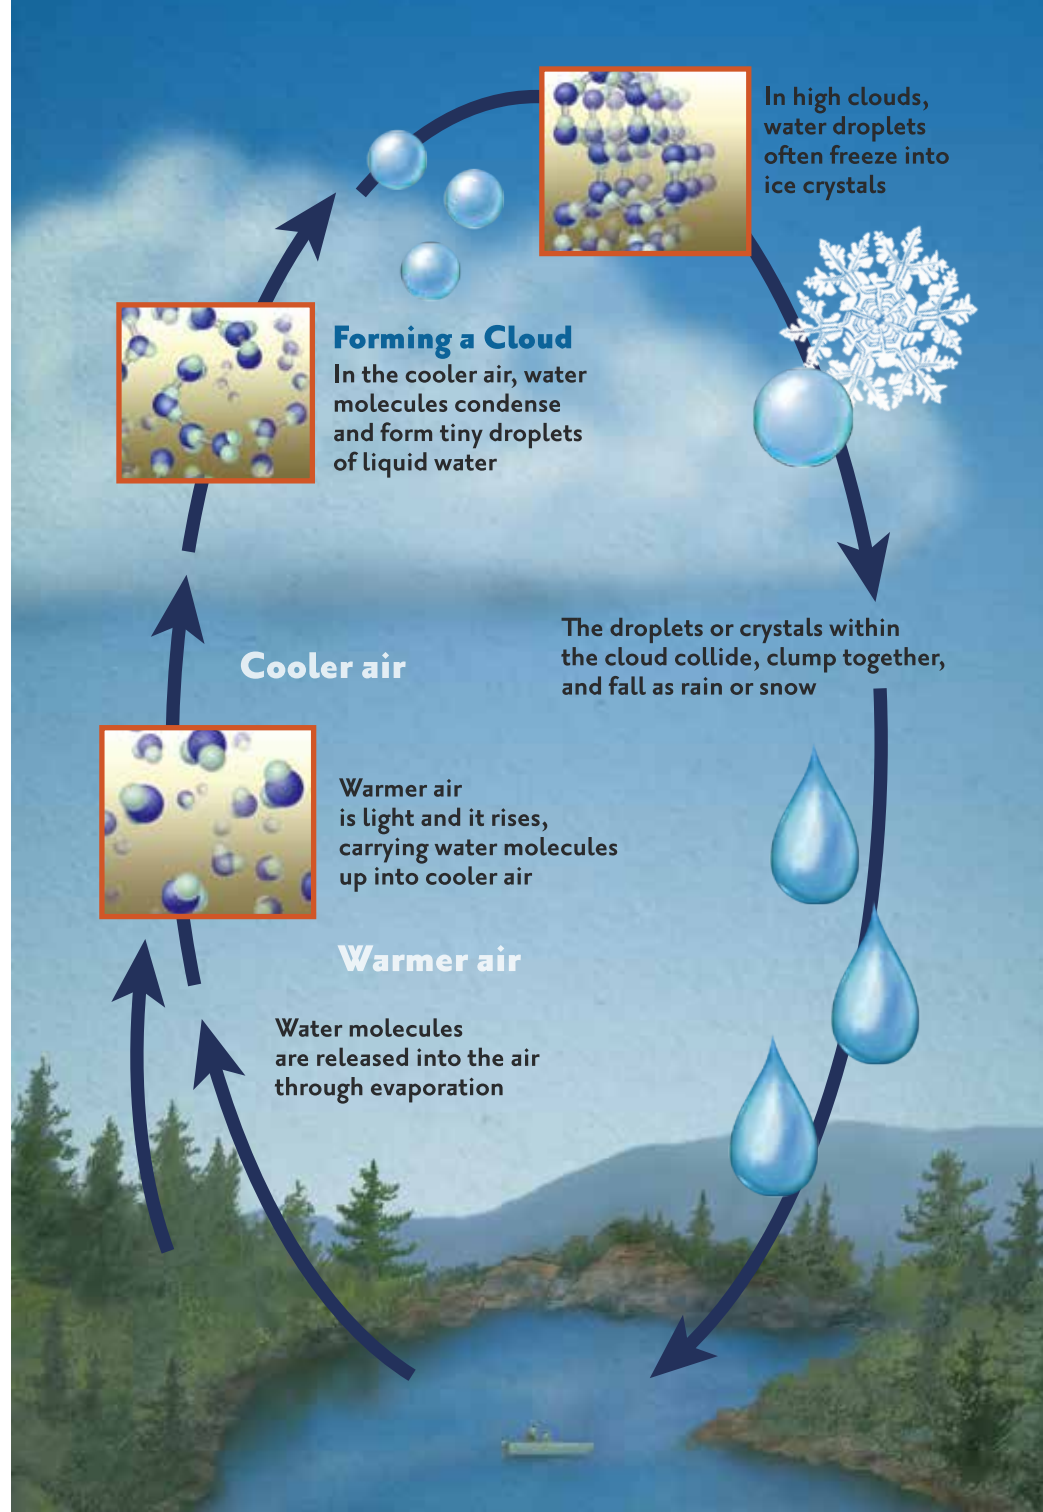 In high clouds,
water droplets
often freeze into
ice crystals
Forming a Cloud
In the cooler air, water
molecules condense
and form tiny droplets
of liquid water
The droplets or crystals within
the cloud collide, clump together,
and fall as rain or snow
Cooler air
Warmer air
is light and it rises,
carrying water molecules
up into cooler air
Warmer air
Water molecules
are released into the air
through evaporation